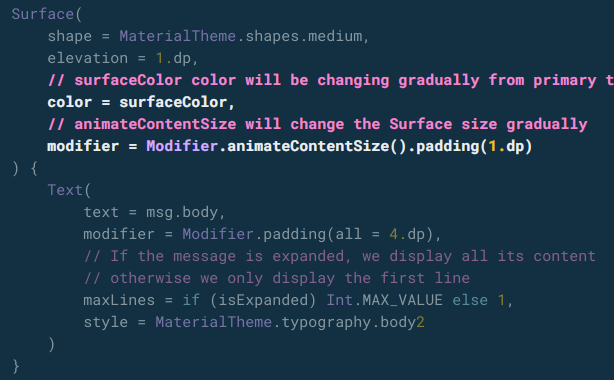 Surface(
    shape = MaterialTheme.shapes.medium,
    elevation = 1.dp,
    // surfaceColor color will be changing gradually from primary t
    color = surfaceColor,
    // animateContentSize will change the Surface size gradually
    modifier = Modifier.animateContentSize().padding(1.dp)
) {
    Text(
        text = msg.body,
        modifier = Modifier.padding(all = 4.dp),
        // If the message is expanded, we display all its content
        // otherwise we only display the first line
        maxLines = if (isExpanded) Int.MAX_VALUE else 1,
        style = MaterialTheme.typography.body2
    )
}